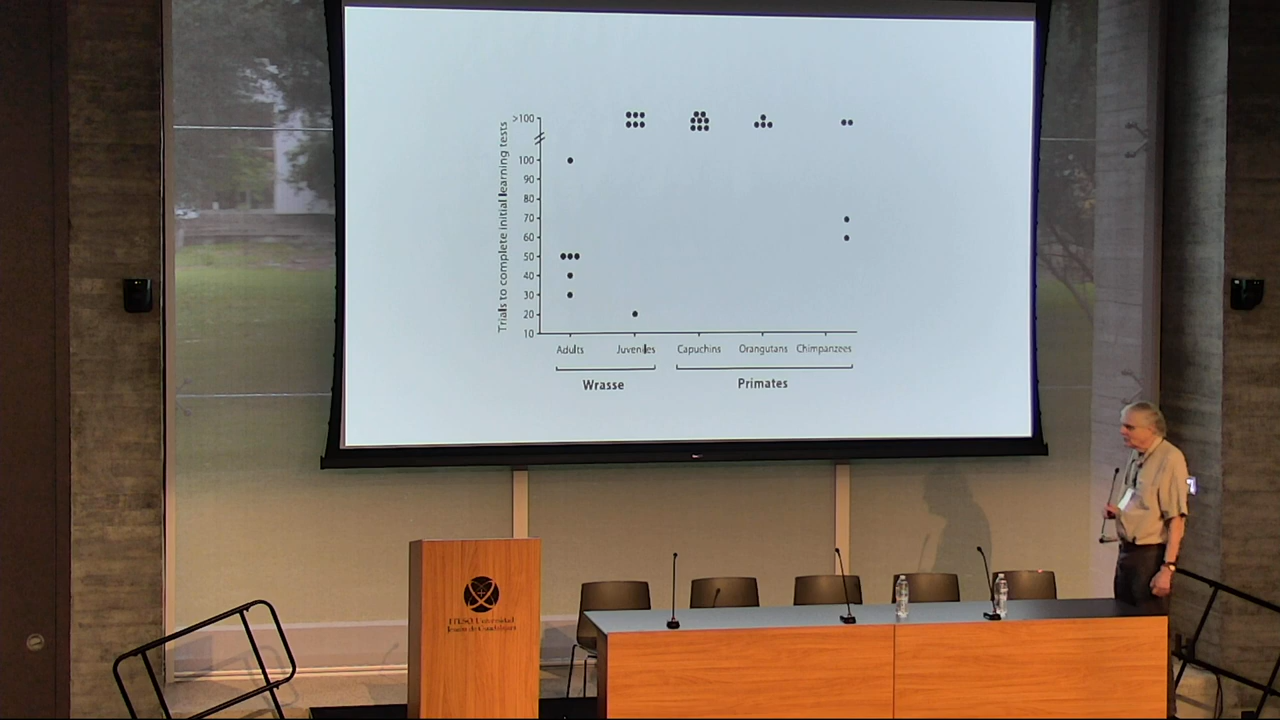 Trials to complete initial learning tests
>100
100
90
80
70
60
50
40
30
20
10
Adults Juveniles Capuchins Orangutans Chimpanzees
Wrasse Primates
ITESO, Universidad
Jesuita de Guadalajara